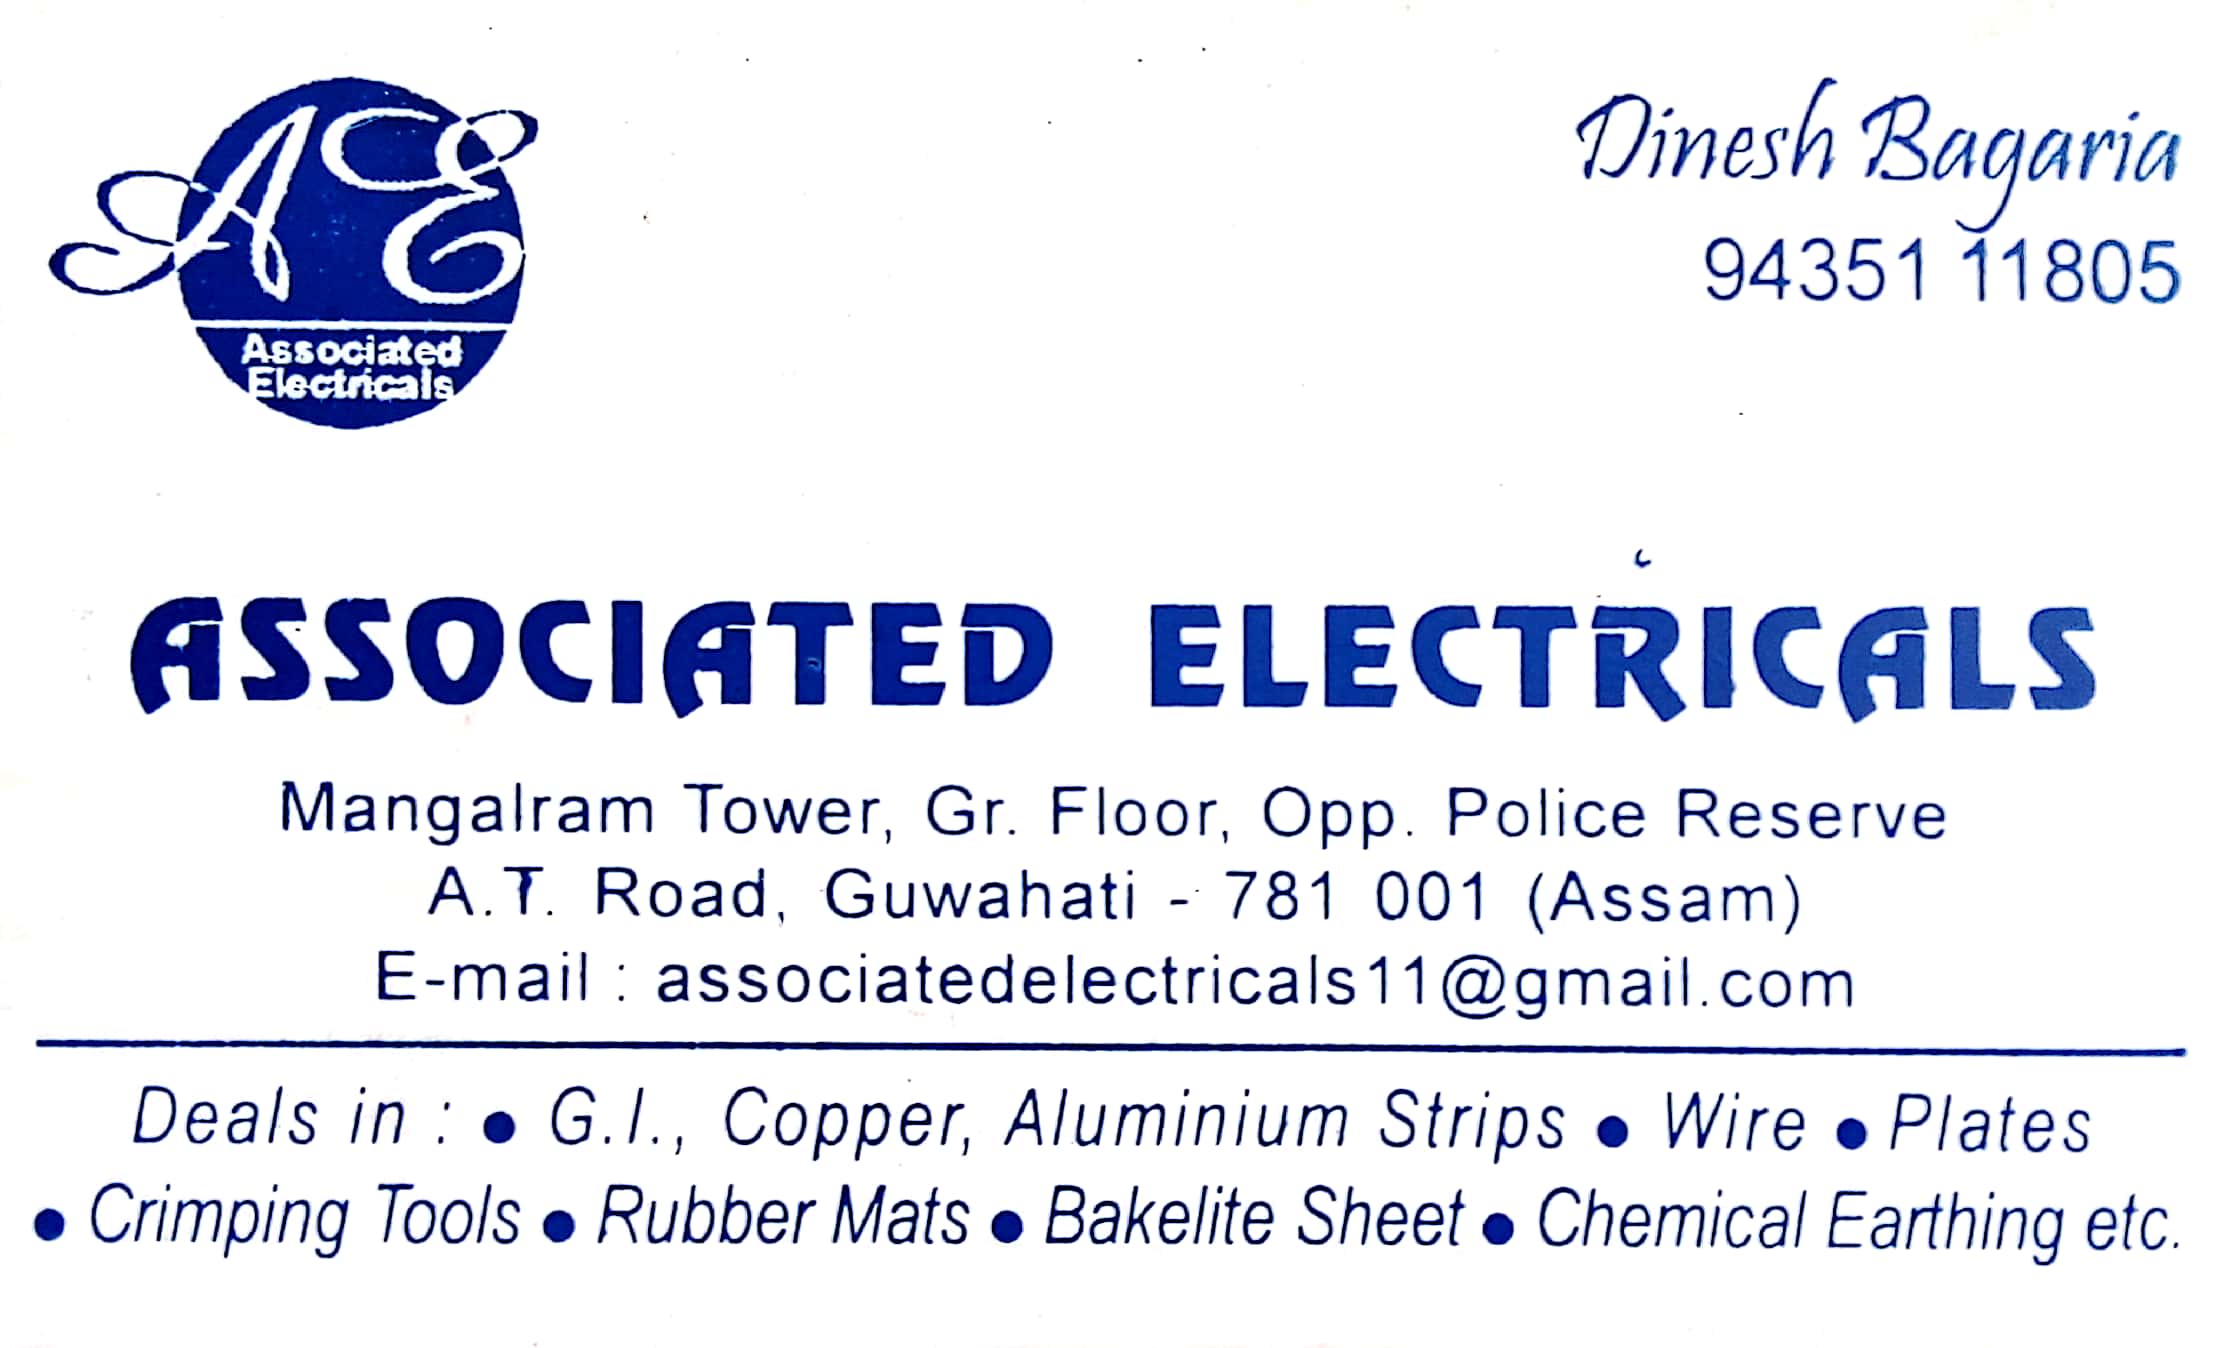 AE
Associated
Electricals
Dinesh Bagaria
94351 11805
ASSOCIATED ELECTRICALS
Mangalram Tower, Gr. Floor, Opp. Police Reserve
A.T. Road, Guwahati - 781 001 (Assam)
E-mail : associatedelectricals11@gmail.com
Deals in : • G.I., Copper, Aluminium Strips • Wire • Plates
• Crimping Tools • Rubber Mats • Bakelite Sheet • Chemical Earthing etc.